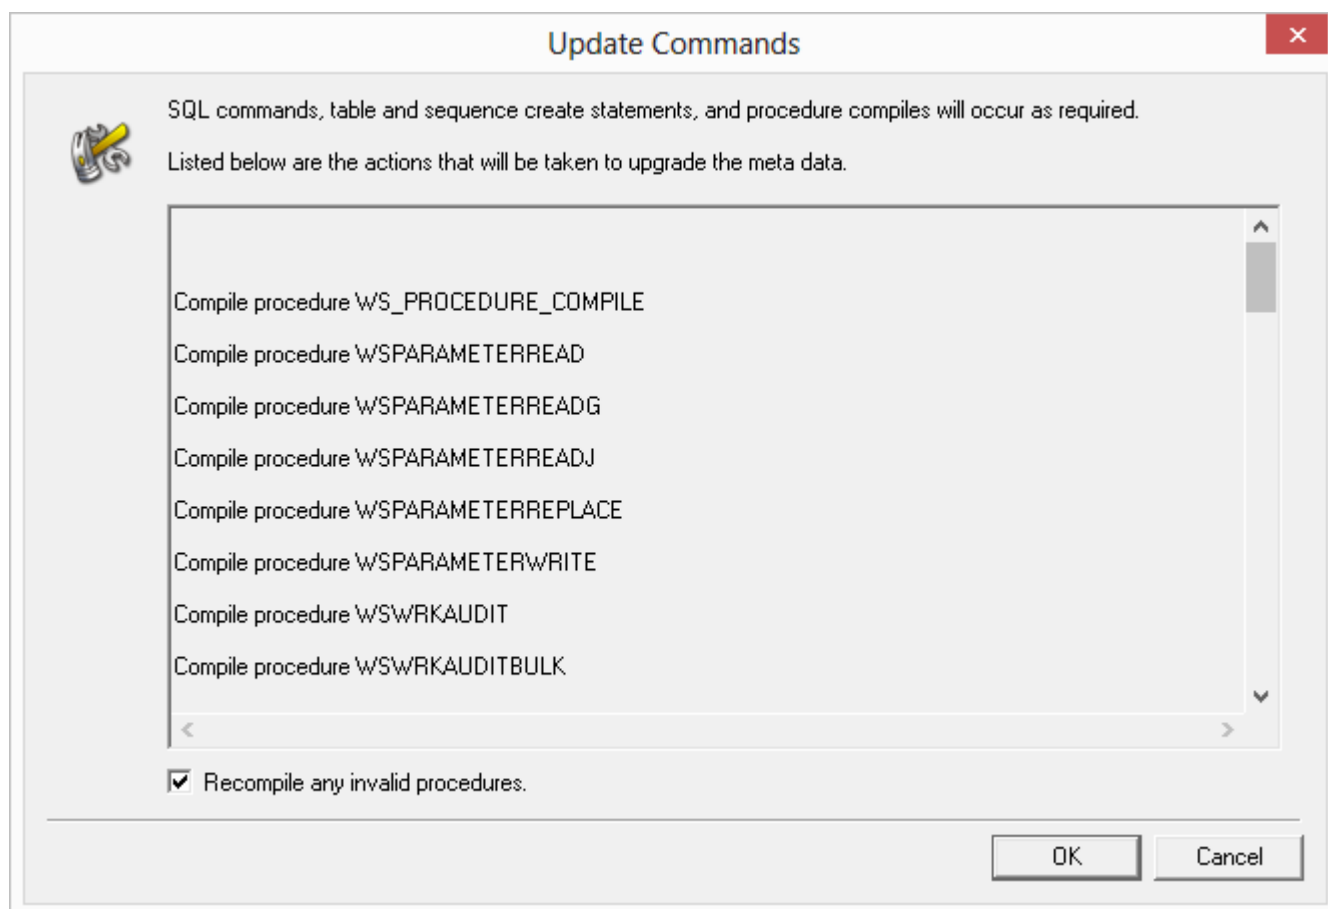 Update Commands
SQL commands, table and sequence create statements, and procedure compiles will occur as required.
Listed below are the actions that will be taken to upgrade the meta data.
Compile procedure WS_PROCEDURE_COMPILE
Compile procedure WSPARAMETERREAD
Compile procedure WSPARAMETERREADG
Compile procedure WSPARAMETERREADJ
Compile procedure WSPARAMETERREPLACE
Compile procedure WSPARAMETERWRITE
Compile procedure WSWRKAUDIT
Compile procedure WSWRKAUDITBULK
Recompile any invalid procedures.
OK
Cancel